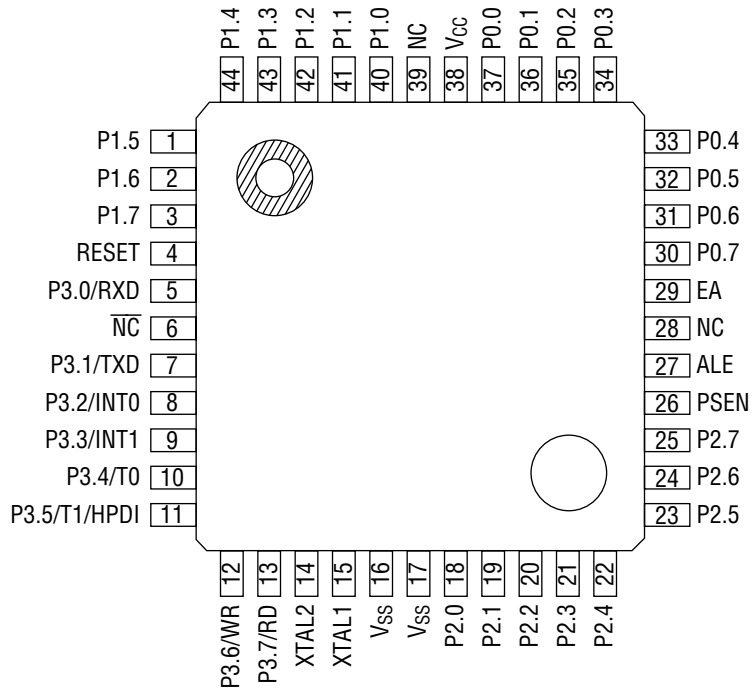 P1.4
P1.3
P1.2
P1.1
P1.0
NC
VCC
P0.0
P0.1
P0.2
P0.3
44
43
42
41
40
39
38
37
36
35
34
P1.5 1
P1.6 2
P1.7 3
RESET 4
P3.0/RXD 5
N̅C̅ 6
P3.1/TXD 7
P3.2/INT0 8
P3.3/INT1 9
P3.4/T0 10
P3.5/T1/HPDI 11
33 P0.4
32 P0.5
31 P0.6
30 P0.7
29 EA
28 NC
27 ALE
26 PSEN
25 P2.7
24 P2.6
23 P2.5
12
13
14
15
16
17
18
19
20
21
22
P3.6/WR
P3.7/RD
XTAL2
XTAL1
VSS
VSS
P2.0
P2.1
P2.2
P2.3
P2.4